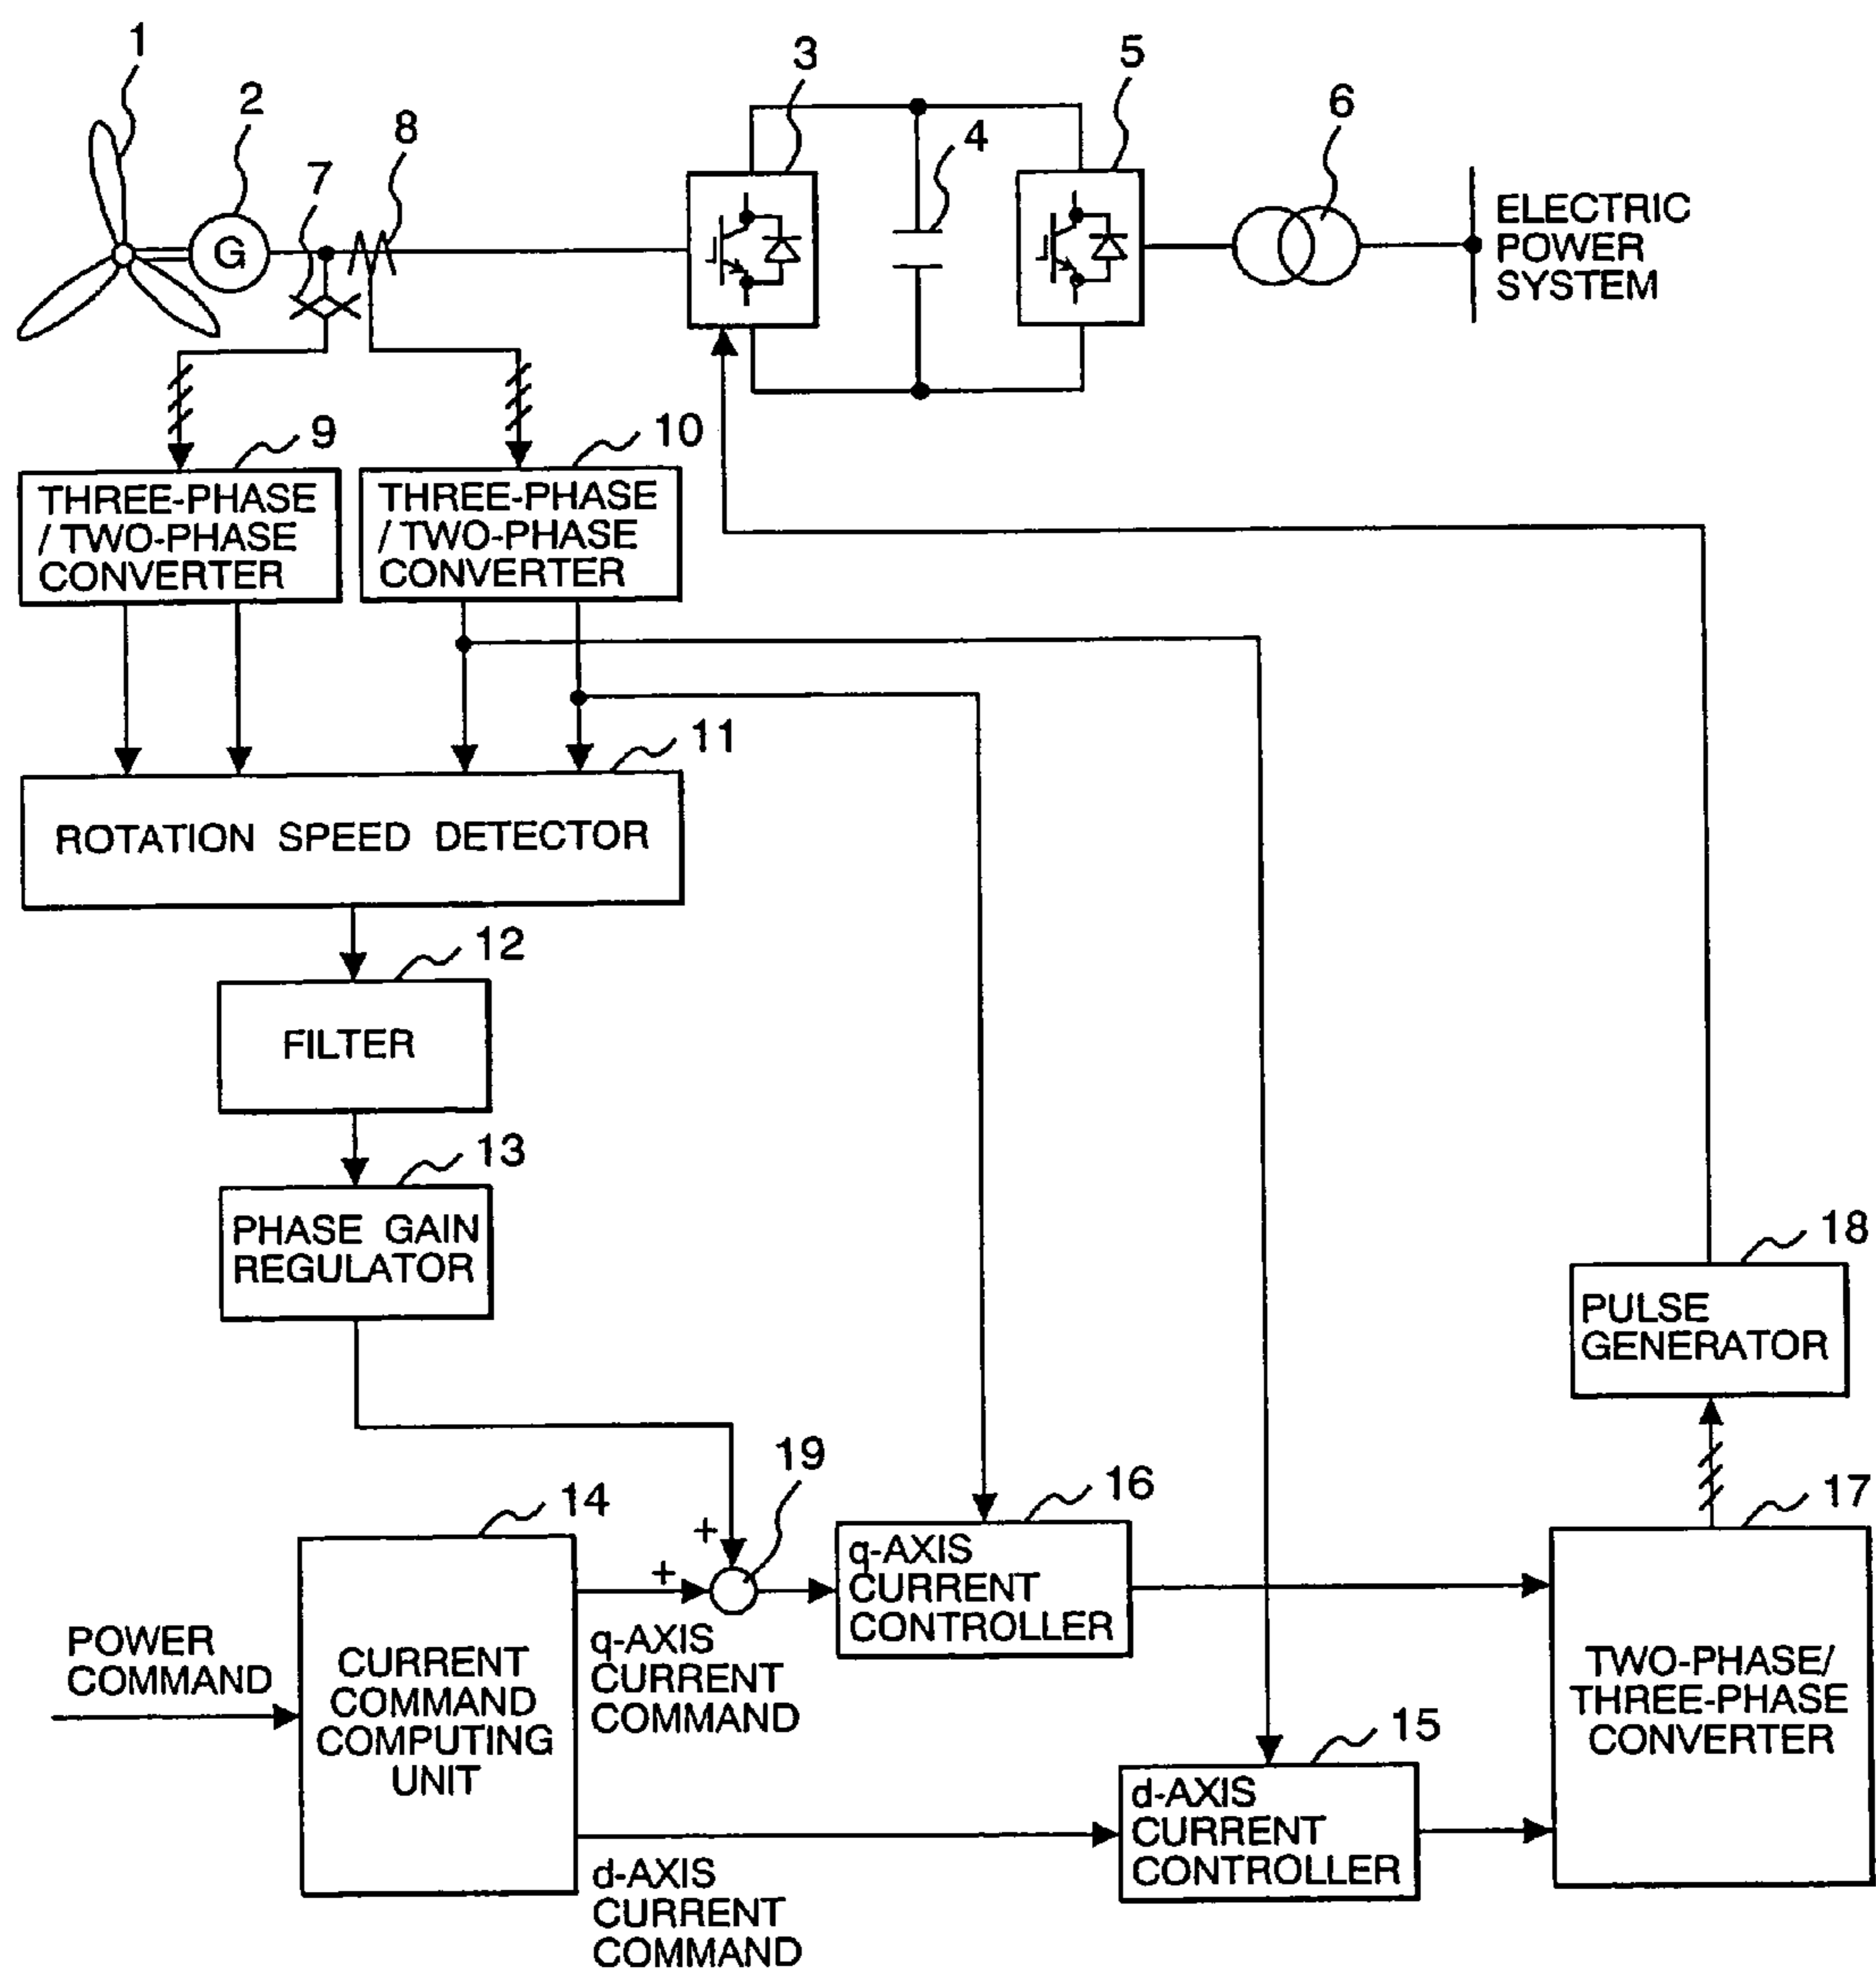 1
2
7
8
3
4
5
6
G
ELECTRIC
POWER
SYSTEM
9
10
THREE-PHASE
/ TWO-PHASE
CONVERTER
THREE-PHASE
/ TWO-PHASE
CONVERTER
11
ROTATION SPEED DETECTOR
12
FILTER
13
PHASE GAIN
REGULATOR
18
PULSE
GENERATOR
19
14
16
17
+
+
q-AXIS
CURRENT
CONTROLLER
POWER
COMMAND
CURRENT
COMMAND
COMPUTING
UNIT
q-AXIS
CURRENT
COMMAND
TWO-PHASE/
THREE-PHASE
CONVERTER
15
d-AXIS
CURRENT
CONTROLLER
d-AXIS
CURRENT
COMMAND